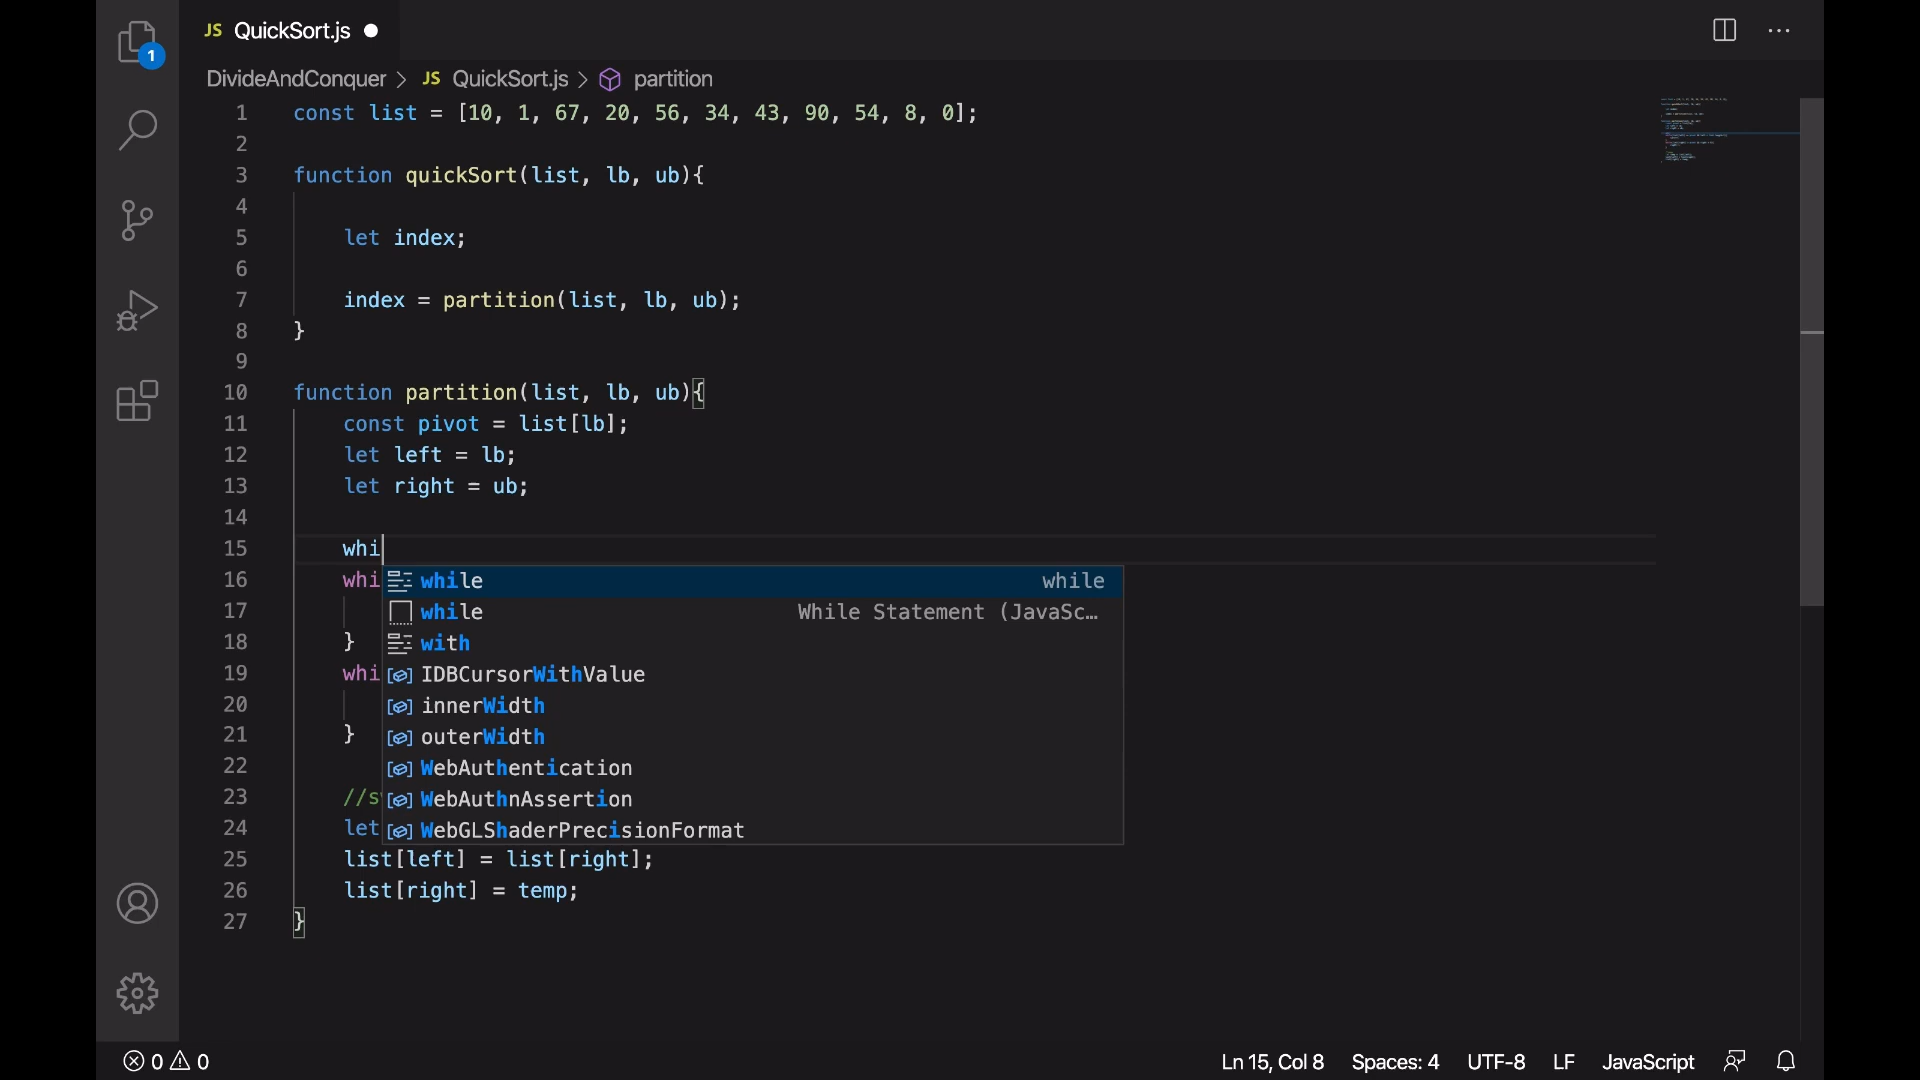 JS QuickSort.js
1
DivideAndConquer > JS QuickSort.js > partition
1 const list = [10, 1, 67, 20, 56, 34, 43, 90, 54, 8, 0];
2
3 function quickSort(list, lb, ub){
4
5 let index;
6
7 index = partition(list, lb, ub);
8 }
9
10 function partition(list, lb, ub){
11 const pivot = list[lb];
12 let left = lb;
13 let right = ub;
14
15 whi
16 whi while while
17 while While Statement (JavaSc…
18 } with
19 whi IDBCursorWithValue
20 innerWidth
21 } outerWidth
22 WebAuthentication
23 //s WebAuthnAssertion
24 let WebGLShaderPrecisionFormat
25 list[left] = list[right];
26 list[right] = temp;
27 }
0 0 Ln 15, Col 8 Spaces: 4 UTF-8 LF JavaScript